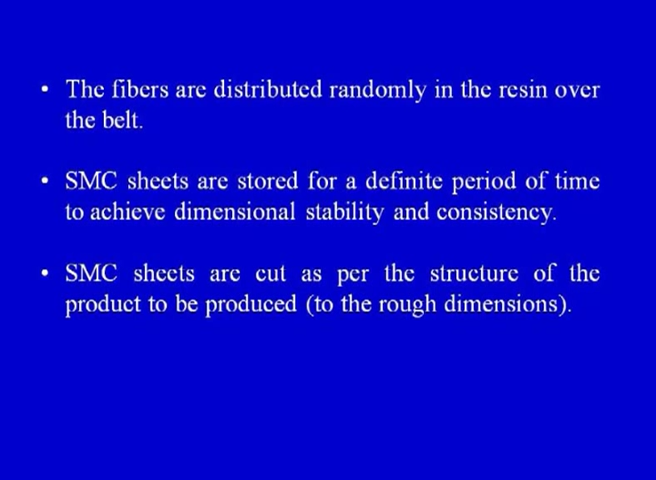 • The fibers are distributed randomly in the resin over
the belt.
• SMC sheets are stored for a definite period of time
to achieve dimensional stability and consistency.
• SMC sheets are cut as per the structure of the
product to be produced (to the rough dimensions).